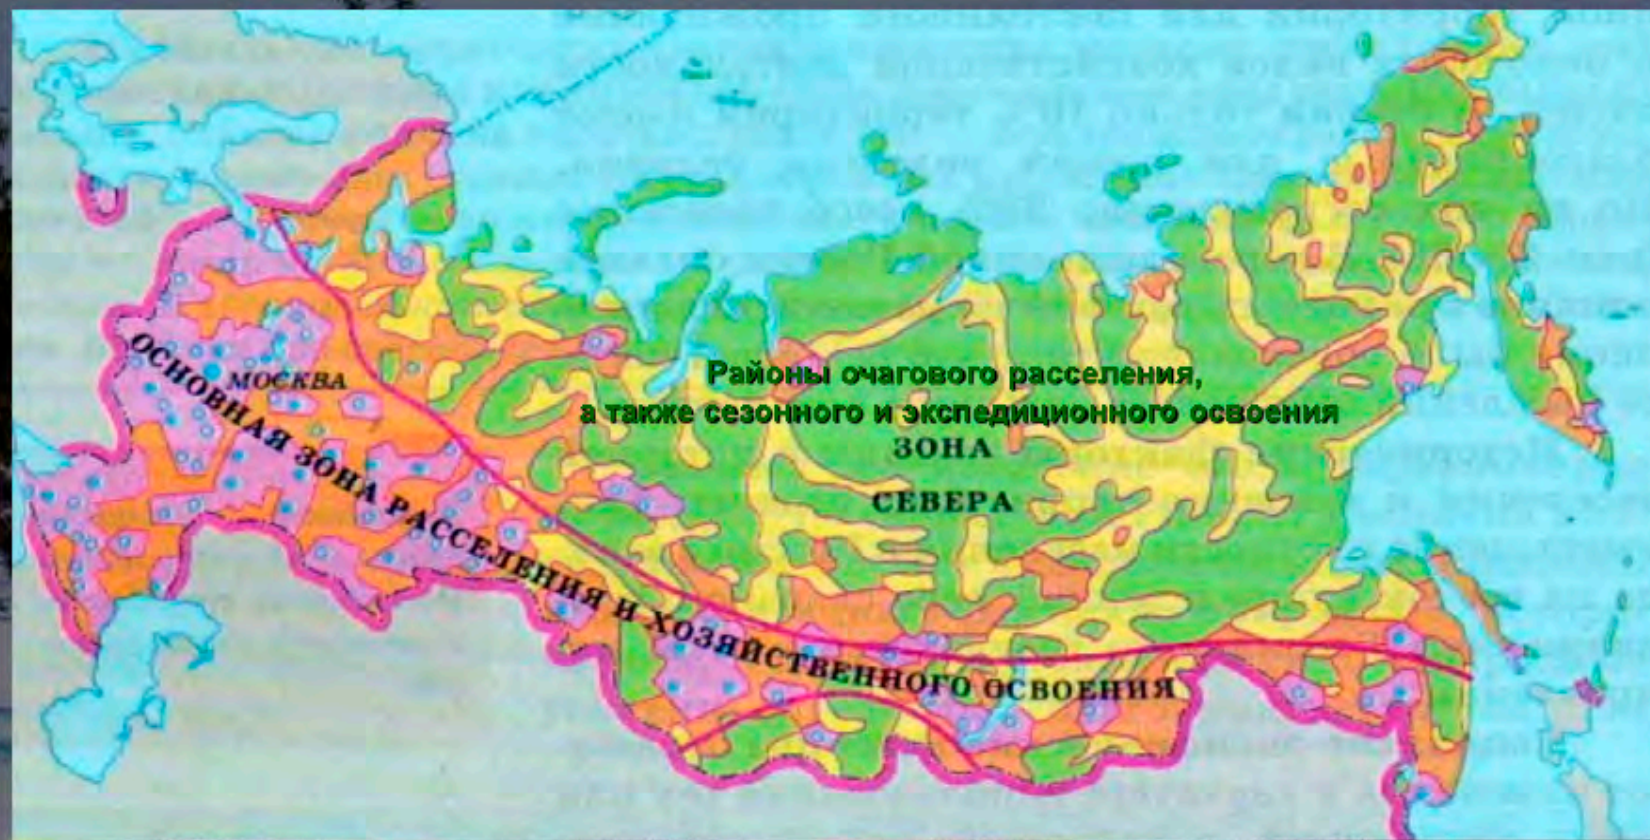 Районы очагового расселения,
а также сезонного и экспедиционного освоения
ЗОНА
СЕВЕРА
МОСКВА
ОСНОВНАЯ ЗОНА РАССЕЛЕНИЯ И ХОЗЯЙСТВЕННОГО ОСВОЕНИЯ